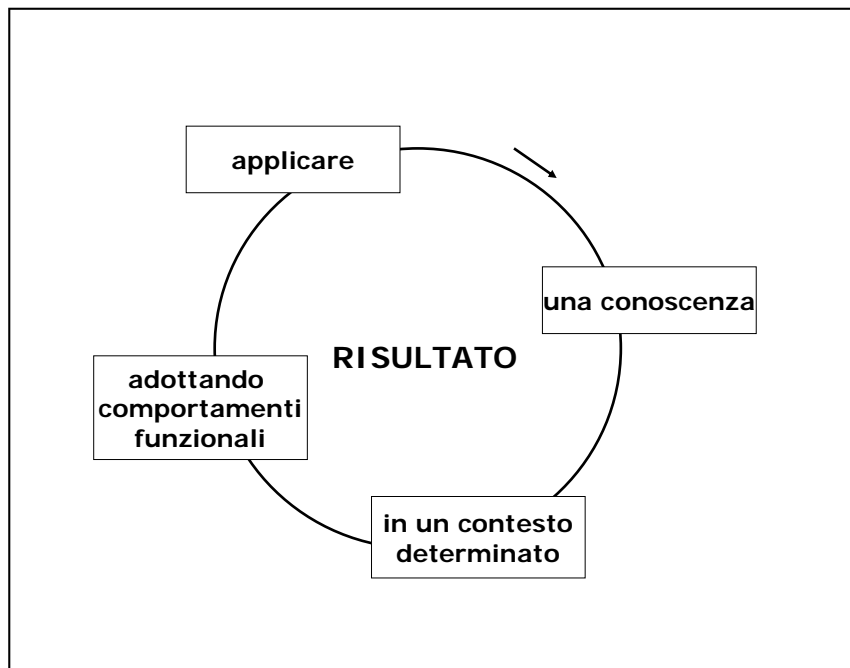 applicare
una conoscenza
RISULTATO
adottando
comportamenti
funzionali
in un contesto
determinato